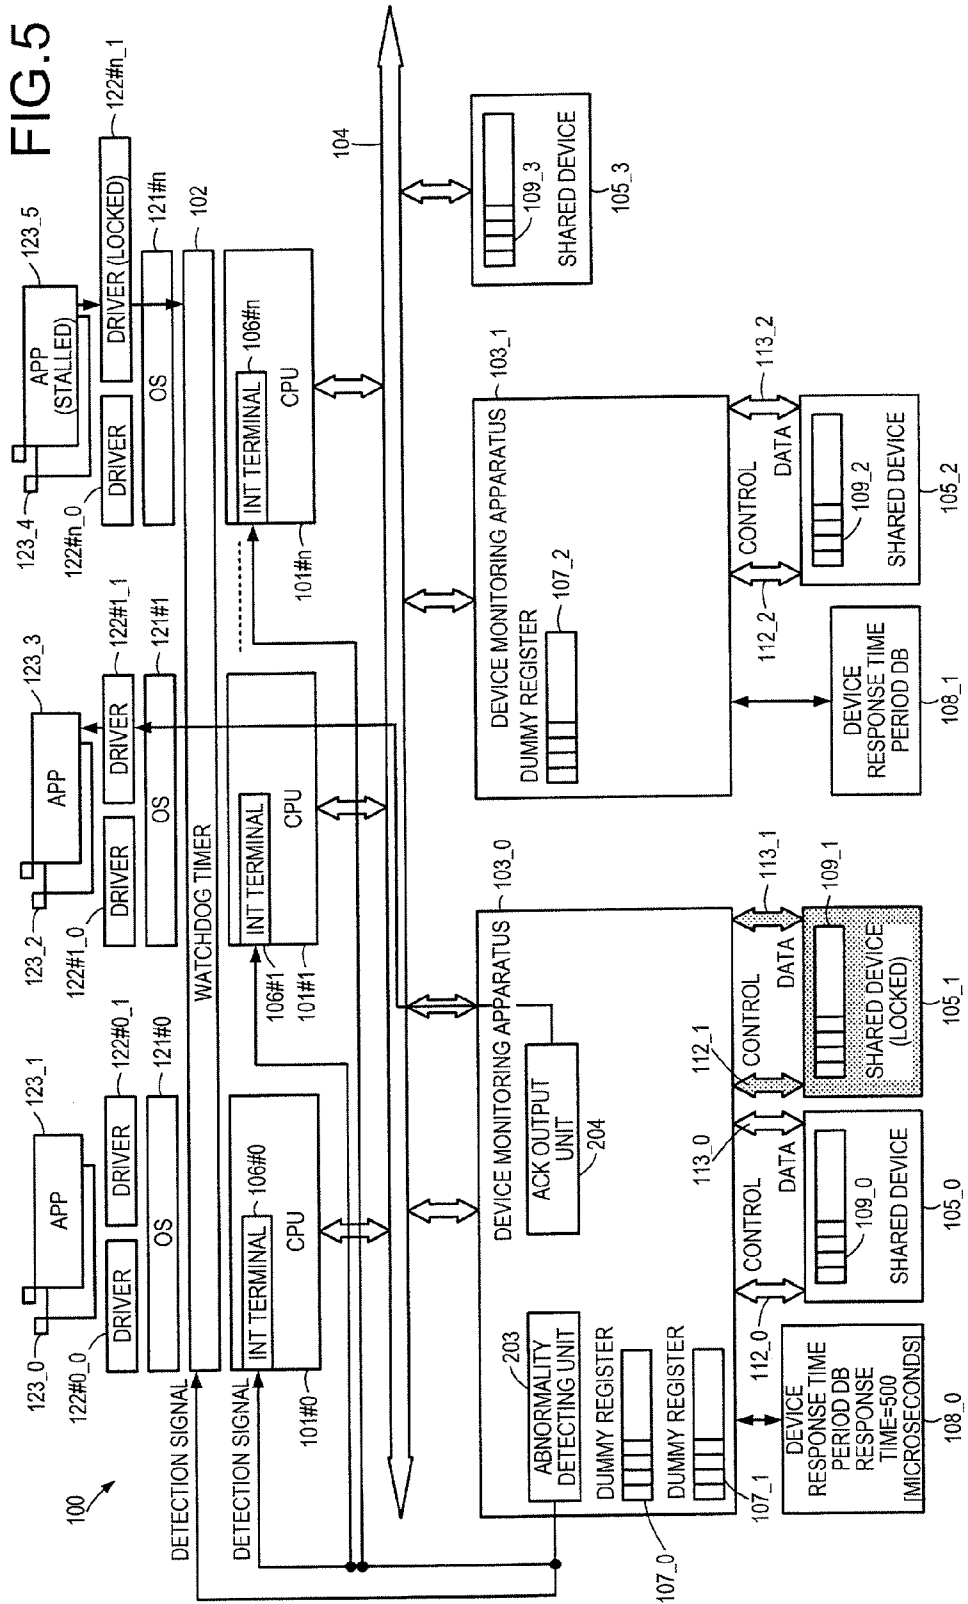 FIG.5
100
123_0
123_1
APP
122#0_0
DRIVER
DRIVER
122#0_1
OS
121#0
123_2
123_3
APP
122#1_0
DRIVER
DRIVER
122#1_1
OS
121#1
123_4
123_5
APP
(STALLED)
122#n_0
DRIVER
DRIVER (LOCKED)
122#n_1
OS
121#n
WATCHDOG TIMER
102
DETECTION SIGNAL
DETECTION SIGNAL
INT TERMINAL
106#0
CPU
101#0
INT TERMINAL
106#1
CPU
101#1
INT TERMINAL
106#n
CPU
101#n
104
DEVICE MONITORING APPARATUS
103_0
ABNORMALITY
DETECTING UNIT
203
ACK OUTPUT
UNIT
204
DUMMY REGISTER
107_0
DUMMY REGISTER
107_1
DEVICE MONITORING APPARATUS
103_1
DUMMY REGISTER
107_2
109_3
SHARED DEVICE
105_3
DEVICE
RESPONSE TIME
PERIOD DB
RESPONSE
TIME=500
[MICROSECONDS]
108_0
112_0
CONTROL
DATA
113_0
109_0
SHARED DEVICE
105_0
112_1
CONTROL
DATA
113_1
109_1
SHARED DEVICE
(LOCKED)
105_1
DEVICE
RESPONSE TIME
PERIOD DB
108_1
112_2
CONTROL
DATA
113_2
109_2
SHARED DEVICE
105_2